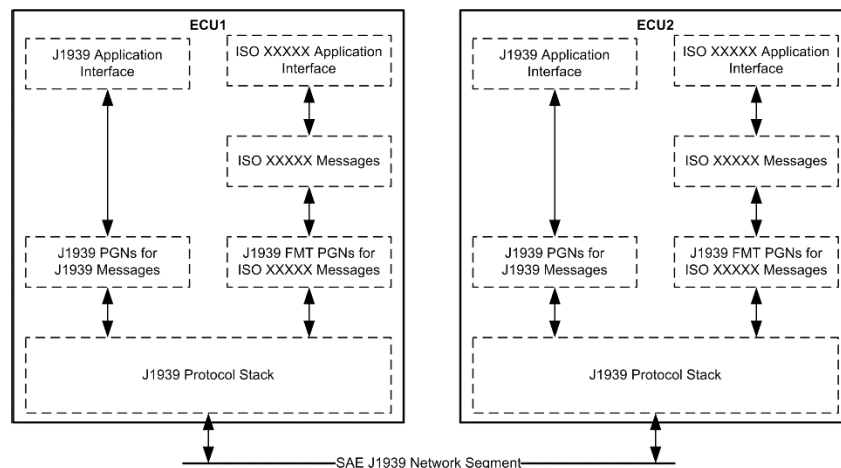 ECU1
J1939 Application
Interface
ISO XXXXX Application
Interface
ISO XXXXX Messages
J1939 PGNs for
J1939 Messages
J1939 FMT PGNs for
ISO XXXXX Messages
J1939 Protocol Stack
ECU2
J1939 Application
Interface
ISO XXXXX Application
Interface
ISO XXXXX Messages
J1939 PGNs for
J1939 Messages
J1939 FMT PGNs for
ISO XXXXX Messages
J1939 Protocol Stack
SAE J1939 Network Segment